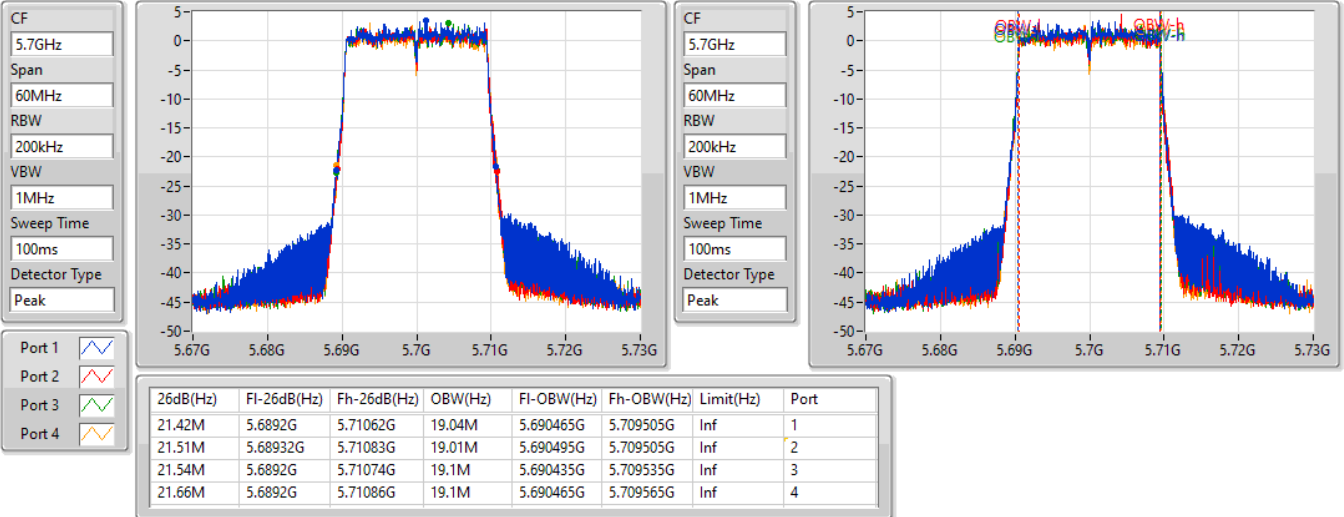 CF
5.7GHz
Span
60MHz
RBW
200kHz
VBW
1MHz
Sweep Time
100ms
Detector Type
Peak
5
0
-5
-10
-15
-20
-25
-30
-35
-40
-45
-50
5.67G 5.68G 5.69G 5.7G 5.71G 5.72G 5.73G
CF
5.7GHz
Span
60MHz
RBW
200kHz
VBW
1MHz
Sweep Time
100ms
Detector Type
Peak
OBW-h
5
0
-5
-10
-15
-20
-25
-30
-35
-40
-45
-50
5.67G 5.68G 5.69G 5.7G 5.71G 5.72G 5.73G
Port 1
Port 2
Port 3
Port 4
26dB(Hz) Fl-26dB(Hz) Fh-26dB(Hz) OBW(Hz) Fl-OBW(Hz) Fh-OBW(Hz) Limit(Hz) Port
21.42M 5.6892G 5.71062G 19.04M 5.690465G 5.709505G Inf 1
21.51M 5.68932G 5.71083G 19.01M 5.690495G 5.709505G Inf 2
21.54M 5.6892G 5.71074G 19.1M 5.690435G 5.709535G Inf 3
21.66M 5.6892G 5.71086G 19.1M 5.690465G 5.709565G Inf 4